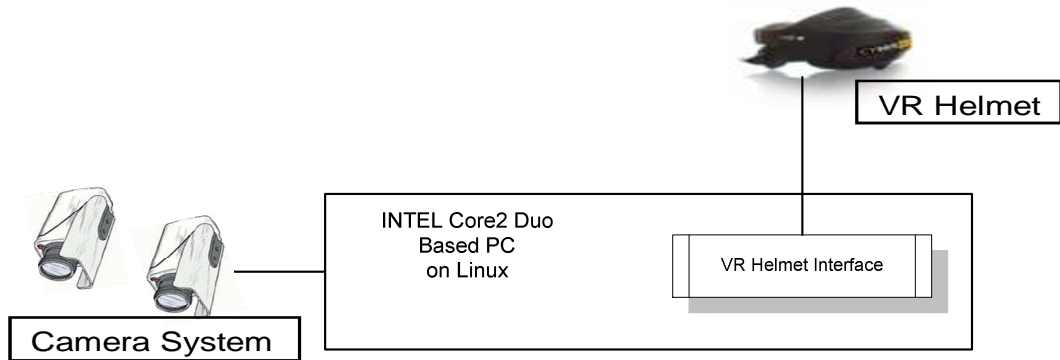 VR Helmet
INTEL Core2 Duo
Based PC
on Linux
VR Helmet Interface
Camera System